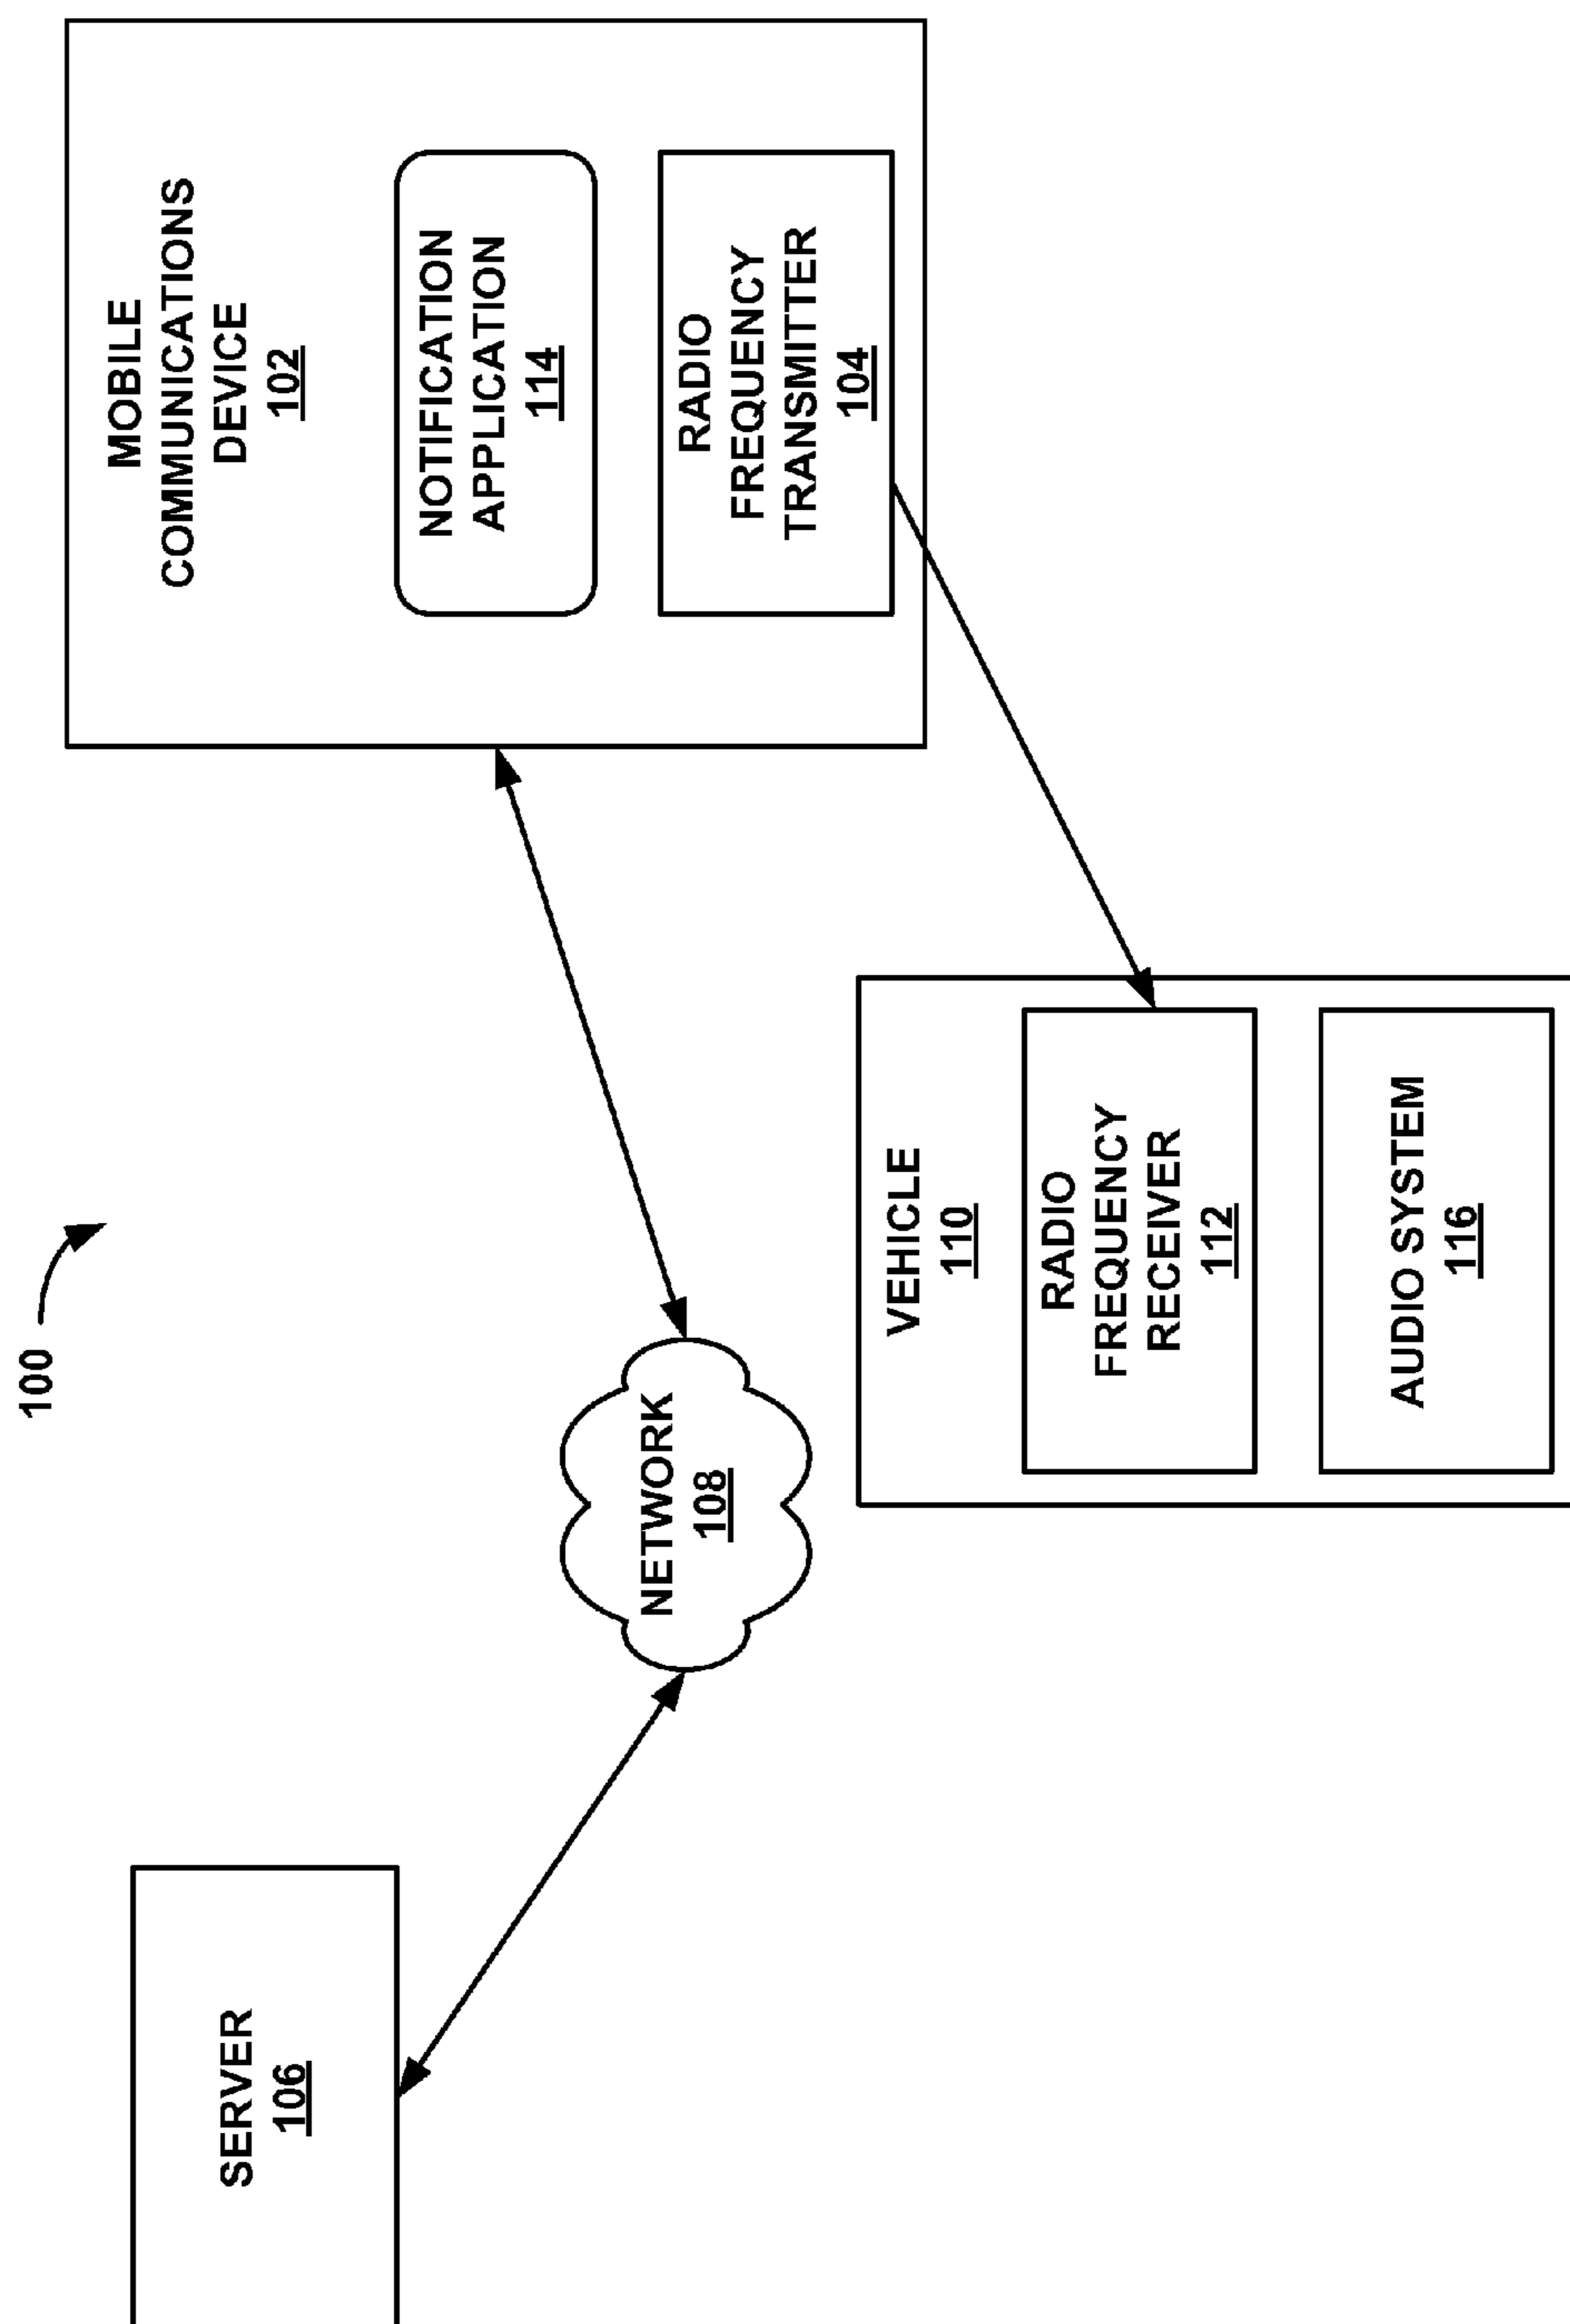 100
SERVER
106
NETWORK
108
MOBILE
COMMUNICATIONS
DEVICE
102
NOTIFICATION
APPLICATION
114
RADIO
FREQUENCY
TRANSMITTER
104
VEHICLE
110
RADIO
FREQUENCY
RECEIVER
112
AUDIO SYSTEM
116